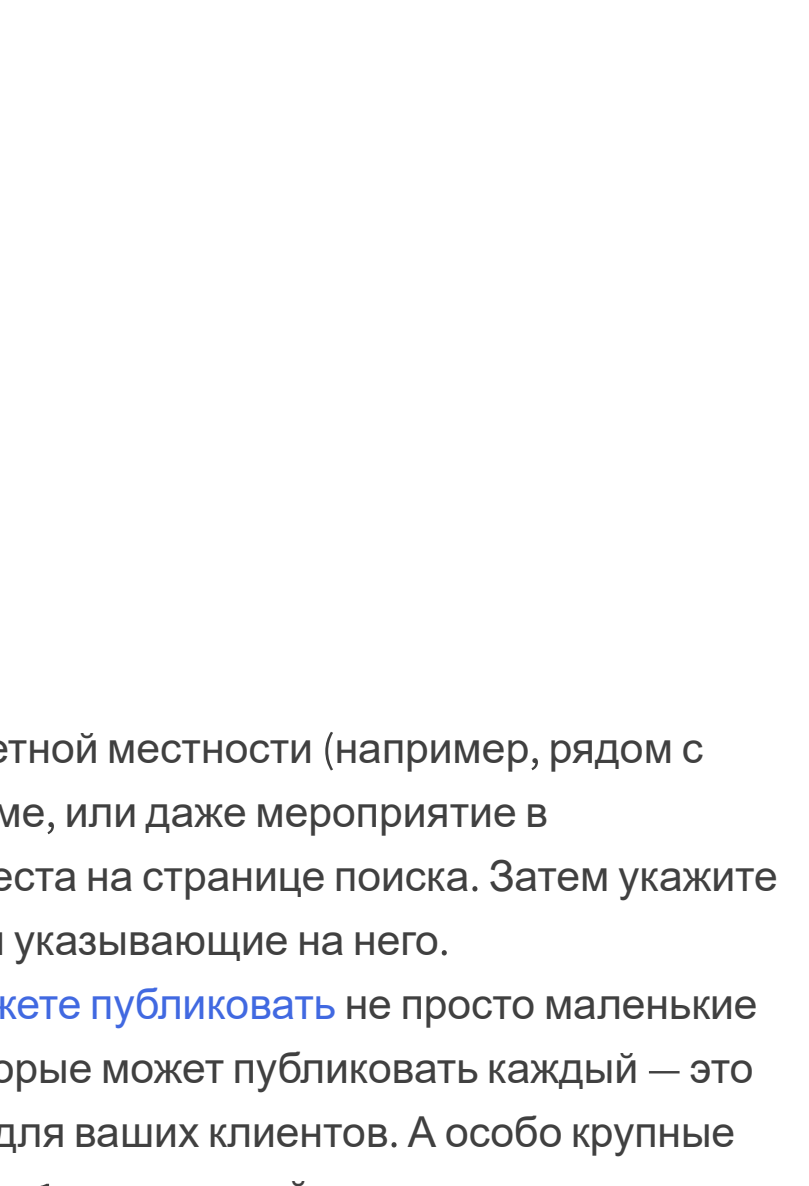 етной местности (например, рядом с
ме, или даже мероприятие в
еста на странице поиска. Затем укажите
указывающие на него.
жете публиковать не просто маленькие
орые может публиковать каждый — это
для ваших клиентов. А особо крупные